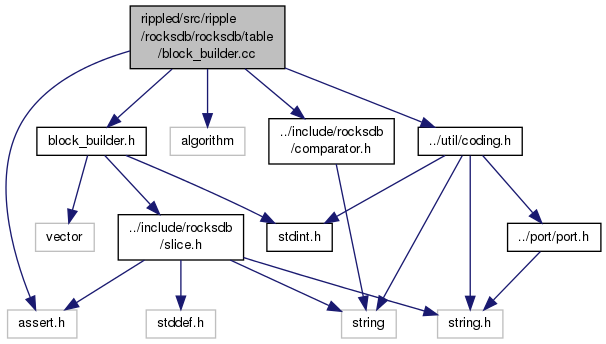 rippled/src/ripple
/rocksdb/rocksdb/table
/block_builder.cc
block_builder.h
algorithm
../include/rocksdb
/comparator.h
../util/coding.h
vector
../include/rocksdb
/slice.h
stdint.h
../port/port.h
assert.h
stddef.h
string
string.h